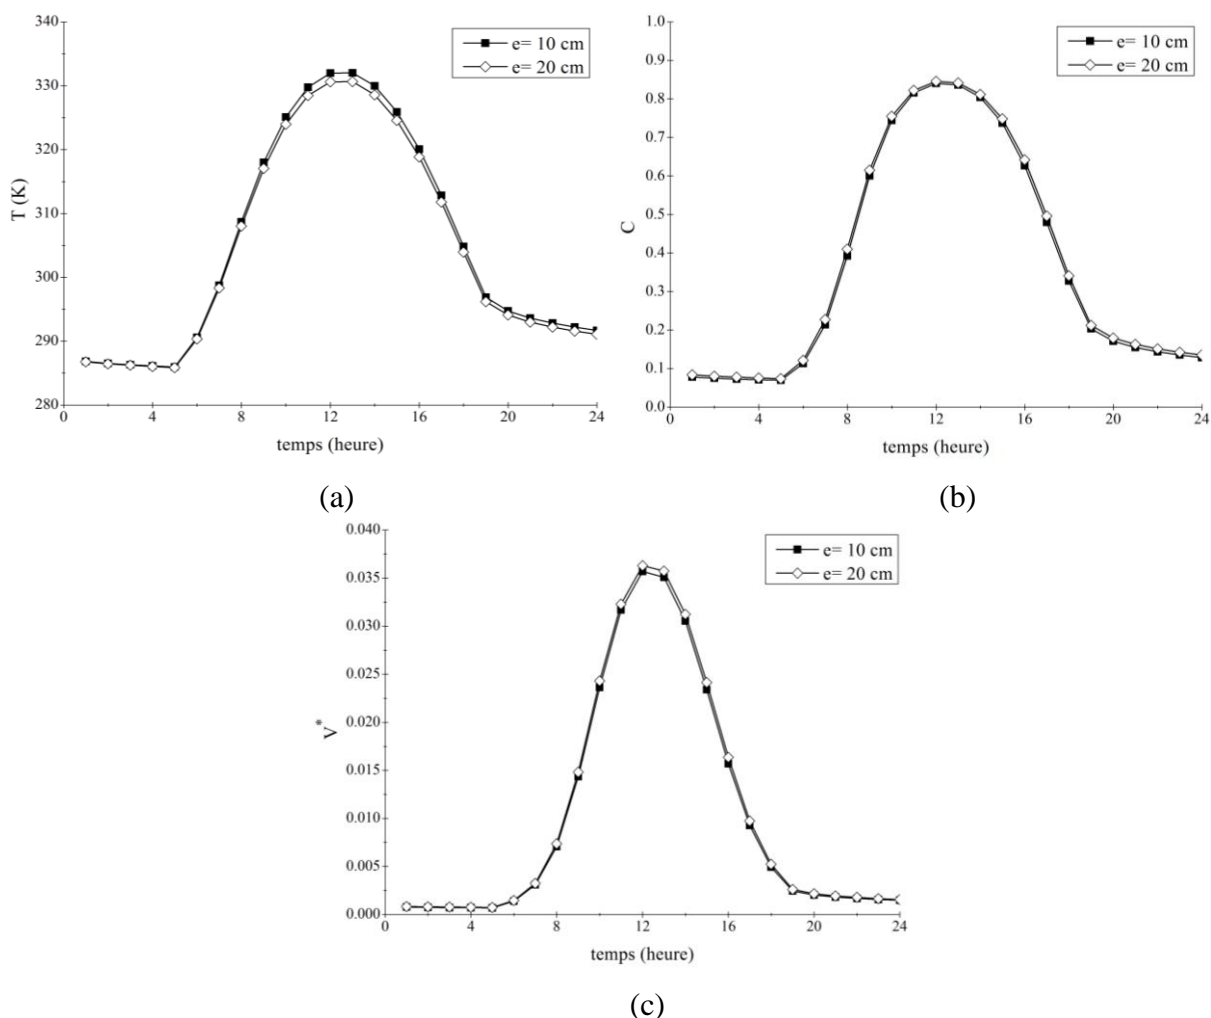 340
330
320
310
300
290
280
T (K)
e= 10 cm
e= 20 cm
0 4 8 12 16 20 24
temps (heure)
(a)
1.0
0.9
0.8
0.7
0.6
0.5
0.4
0.3
0.2
0.1
0.0
C
e= 10 cm
e= 20 cm
0 4 8 12 16 20 24
temps (heure)
(b)
0.040
0.035
0.030
0.025
0.020
0.015
0.010
0.005
0.000
V*
e= 10 cm
e= 20 cm
0 4 8 12 16 20 24
temps (heure)
(c)